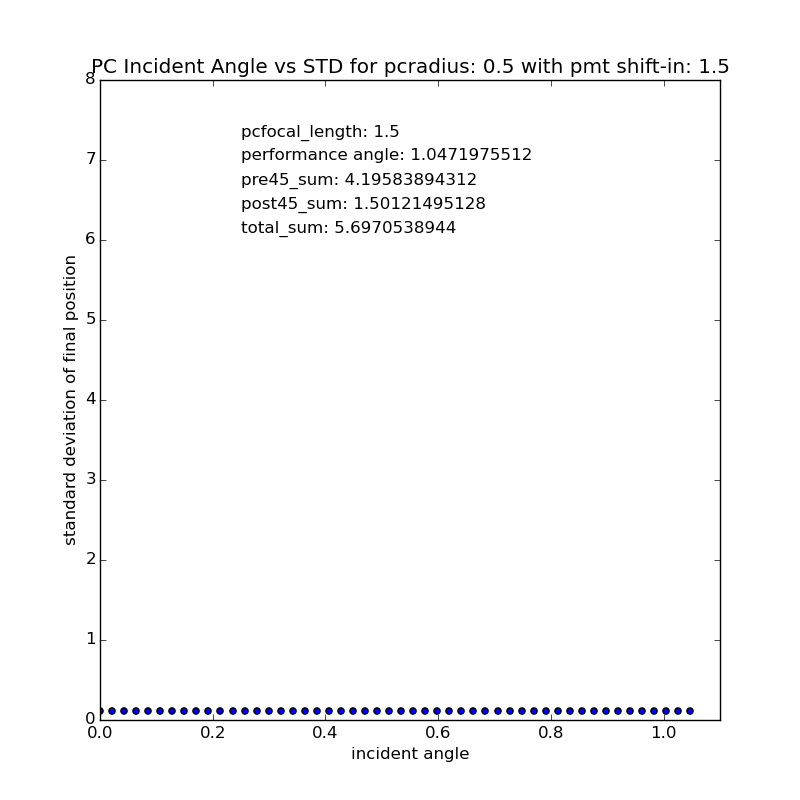 PC Incident Angle vs STD for pcradius: 0.5 with pmt shift-in: 1.5
pcfocal_length: 1.5
performance angle: 1.0471975512
pre45_sum: 4.19583894312
post45_sum: 1.50121495128
total_sum: 5.6970538944
standard deviation of final position
8
7
6
5
4
3
2
1
0
0.0 0.2 0.4 0.6 0.8 1.0
incident angle